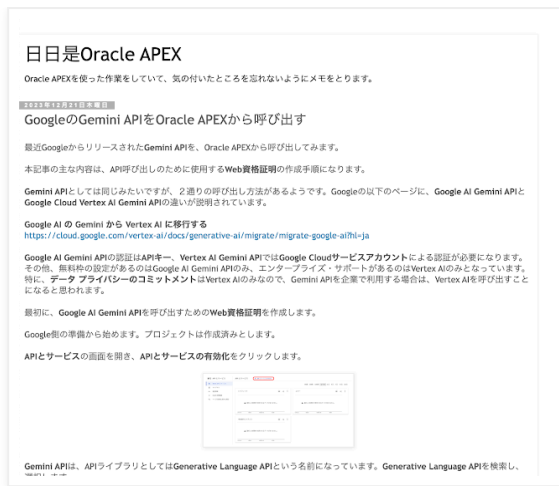 日日是Oracle APEX
Oracle APEXを使った作業をしていて、気の付いたところを忘れないようにメモをとります。
2023年12月21日木曜日
GoogleのGemini APIをOracle APEXから呼び出す
最近GoogleからリリースされたGemini APIを、Oracle APEXから呼び出してみます。
本記事の主な内容は、API呼び出しのために使用するWeb資格証明の作成手順になります。
Gemini APIとしては同じみたいですが、２通りの呼び出し方法があるようです。Googleの以下のページに、Google AI Gemini APIと
Google Cloud Vertex AI Gemini APIの違いが説明されています。
Google AI の Gemini から Vertex AI に移行する
https://cloud.google.com/vertex-ai/docs/generative-ai/migrate/migrate-google-ai?hl=ja
Google AI Gemini APIの認証はAPIキー、Vertex AI Gemini APIではGoogle Cloudサービスアカウントによる認証が必要になります。
その他、無料枠の設定があるのはGoogle AI Gemini APIのみ、エンタープライズ・サポートがあるのはVertex AIのみとなっています。
特に、データ プライバシーのコミットメントはVertex AIのみなので、Gemini APIを企業で利用する場合は、Vertex AIを呼び出すこと
になると思われます。
最初に、Google AI Gemini APIを呼び出すためのWeb資格証明を作成します。
Google側の準備から始めます。プロジェクトは作成済みとします。
APIとサービスの画面を開き、APIとサービスの有効化をクリックします。
Gemini APIは、APIライブラリとしてはGenerative Language APIという名前になっています。Generative Language APIを検索し、